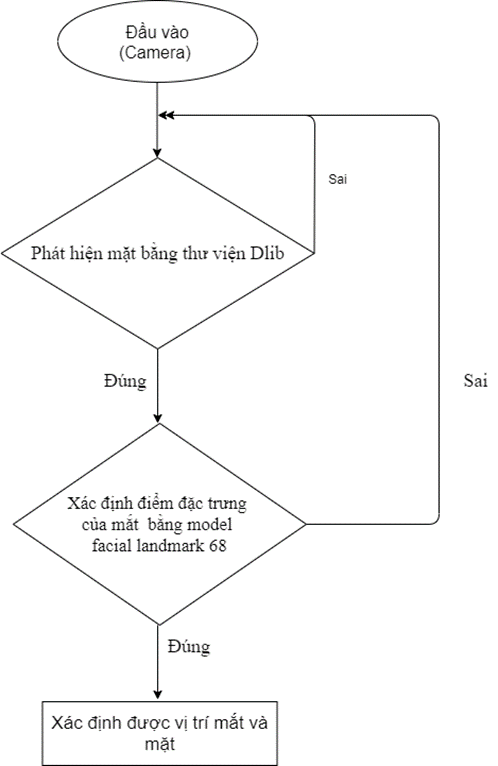 Đầu vào
(Camera)
Sai
Phát hiện mặt bằng thư viện Dlib
Đúng
Sai
Xác định điểm đặc trưng
của mắt bằng model
facial landmark 68
Đúng
Xác định được vị trí mắt và
mặt